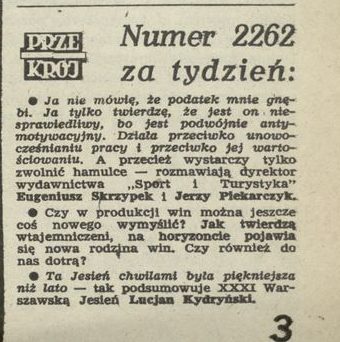 PRZE
KRÓJ
Numer 2262
za tydzień:
● Ja nie mówię, że podatek mnie gnę-
bi. Ja tylko twierdzę, że jest on nie-
sprawiedliwy, bo jest podwójnie anty-
motywacyjny. Działa przeciwko unowo-
cześnianiu pracy i przeciwko jej warto-
ściowaniu. A przecież wystarczy tylko
zwolnić hamulce — rozmawiają dyrektor
wydawnictwa „Sport i Turystyka"
Eugeniusz Skrzypek i Jerzy Piekarczyk.
● Czy w produkcji win można jeszcze
coś nowego wymyślić? Jak twierdzą
wtajemniczeni, na horyzoncie pojawia
się nowa rodzina win. Czy również do
nas dotrą?
● Ta Jesień chwilami była piękniejsza
niż lato — tak podsumowuje XXXI War-
szawską Jesień Lucjan Kydryński.
3